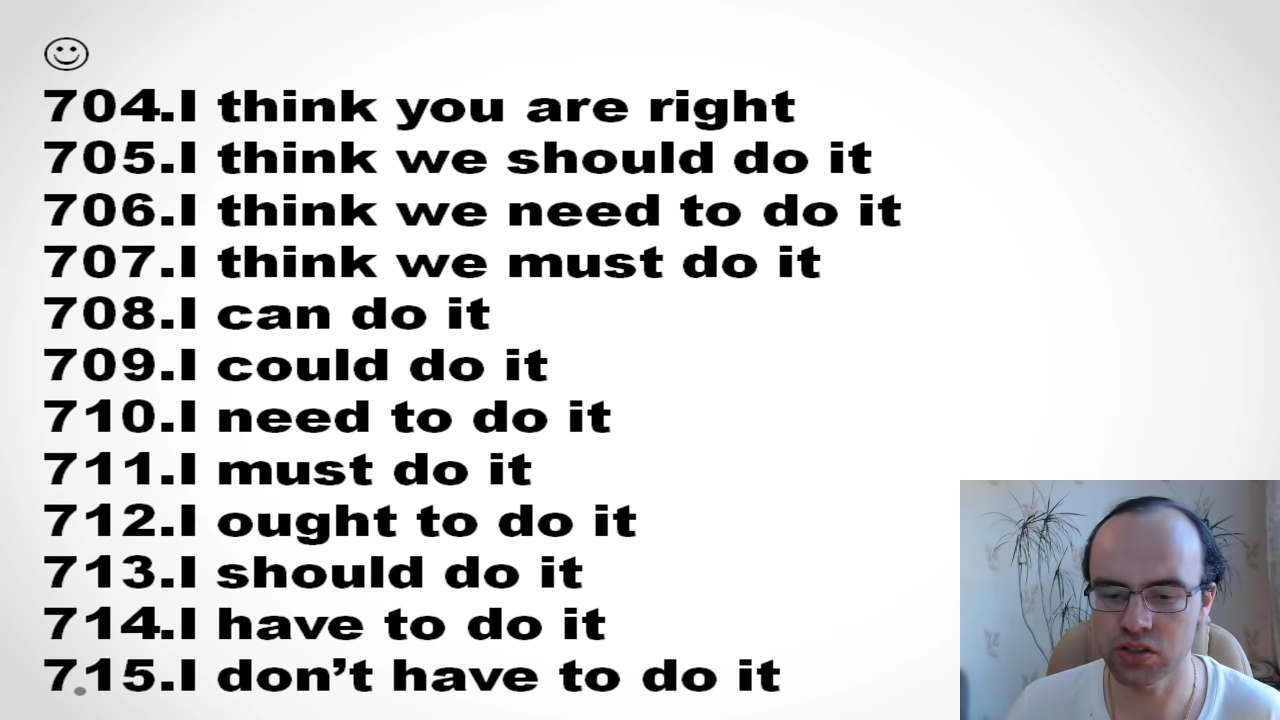 704.I think you are right
705.I think we should do it
706.I think we need to do it
707.I think we must do it
708.I can do it
709.I could do it
710.I need to do it
711.I must do it
712.I ought to do it
713.I should do it
714.I have to do it
715.I don’t have to do it